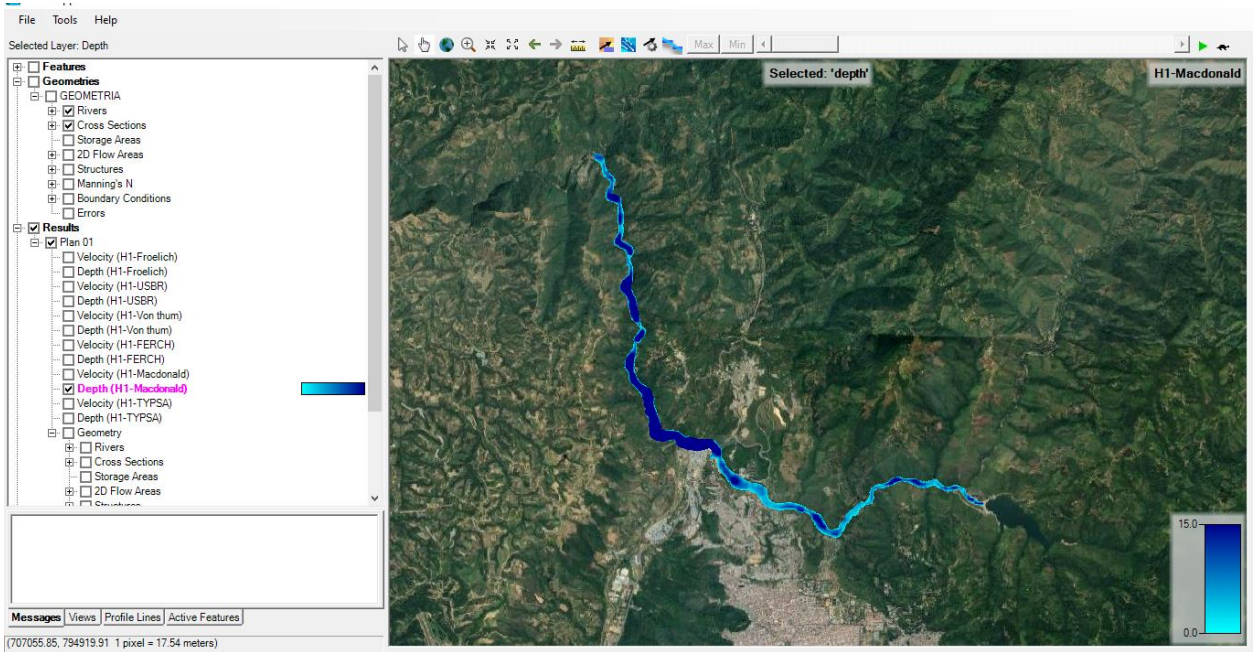 File Tools Help
Selected Layer: Depth
Max Min
Features
Geometries
GEOMETRIA
Rivers
Cross Sections
Storage Areas
2D Flow Areas
Structures
Manning's N
Boundary Conditions
Errors
Results
Plan 01
Velocity (H1-Froelich)
Depth (H1-Froelich)
Velocity (H1-USBR)
Depth (H1-USBR)
Velocity (H1-Von thum)
Depth (H1-Von thum)
Velocity (H1-FERCH)
Depth (H1-FERCH)
Velocity (H1-Macdonald)
Depth (H1-Macdonald)
Velocity (H1-TYPSA)
Depth (H1-TYPSA)
Geometry
Rivers
Cross Sections
Storage Areas
2D Flow Areas
Structures
Messages Views Profile Lines Active Features
(707055.85, 794919.91 1 pixel = 17.54 meters)
Selected: 'depth'
H1-Macdonald
15.0
0.0